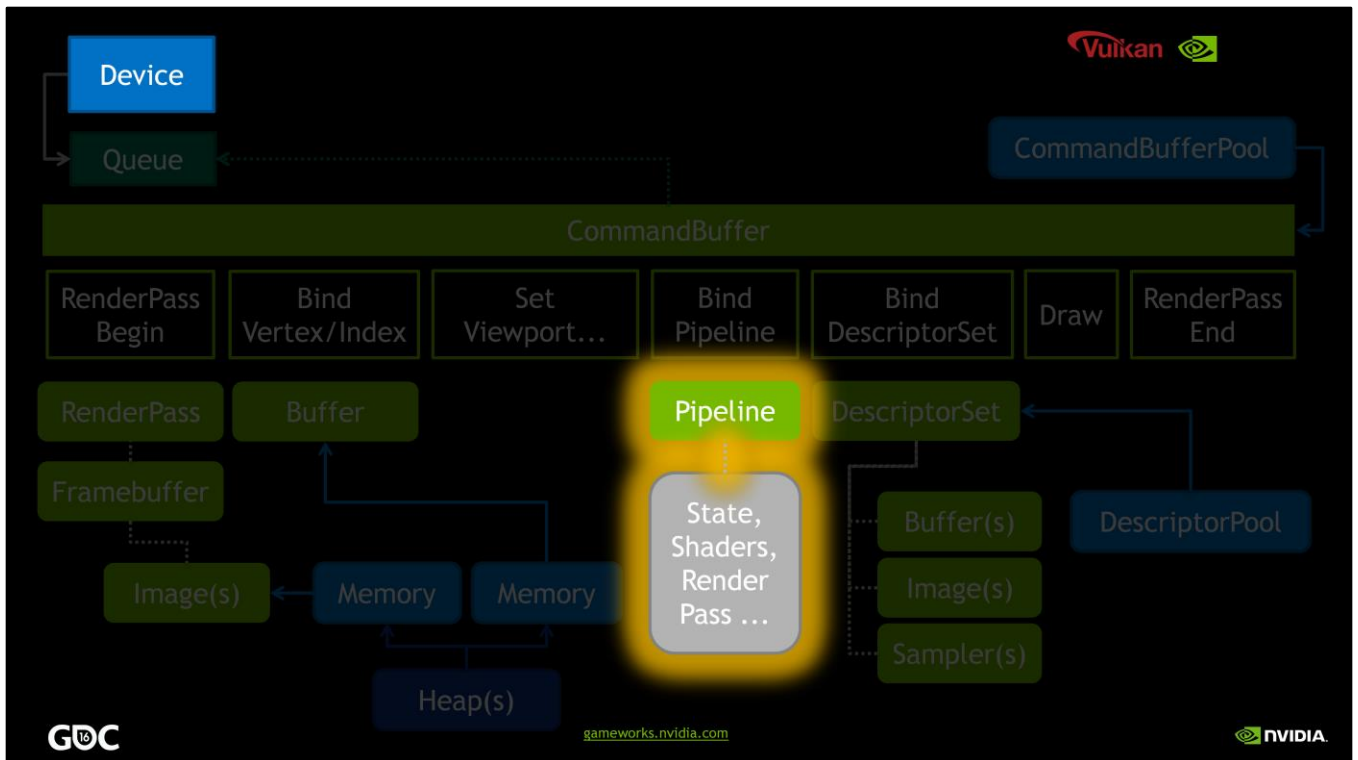 Device
Vulkan
Queue
CommandBufferPool
CommandBuffer
RenderPass
Begin
Bind
Vertex/Index
Set
Viewport...
Bind
Pipeline
Bind
DescriptorSet
Draw
RenderPass
End
RenderPass
Buffer
Pipeline
DescriptorSet
Framebuffer
State,
Shaders,
Render
Pass ...
Buffer(s)
DescriptorPool
Image(s)
Memory
Memory
Image(s)
Sampler(s)
Heap(s)
GDC 16
gameworks.nvidia.com
NVIDIA.